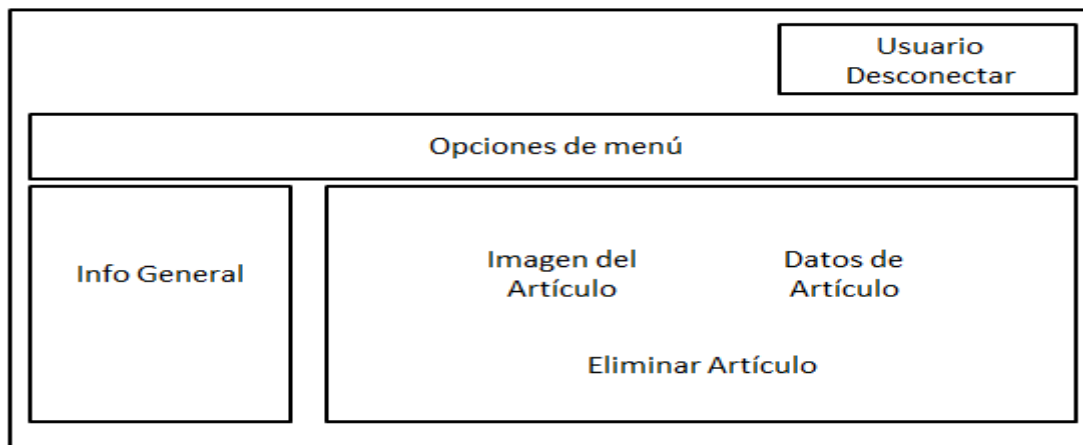 Usuario
Desconectar
Opciones de menú
Info General
Imagen del
Artículo
Datos de
Artículo
Eliminar Artículo